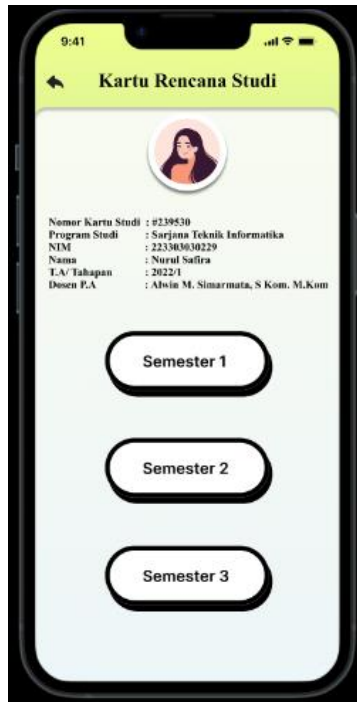 9:41
Kartu Rencana Studi
Nomor Kartu Studi : #239530
Program Studi : Sarjana Teknik Informatika
NIM : 223303030229
Nama : Nurul Safira
T.A/ Tahapan : 2022/1
Dosen P.A : Alwin M. Simarmata, S Kom. M.Kom
Semester 1
Semester 2
Semester 3